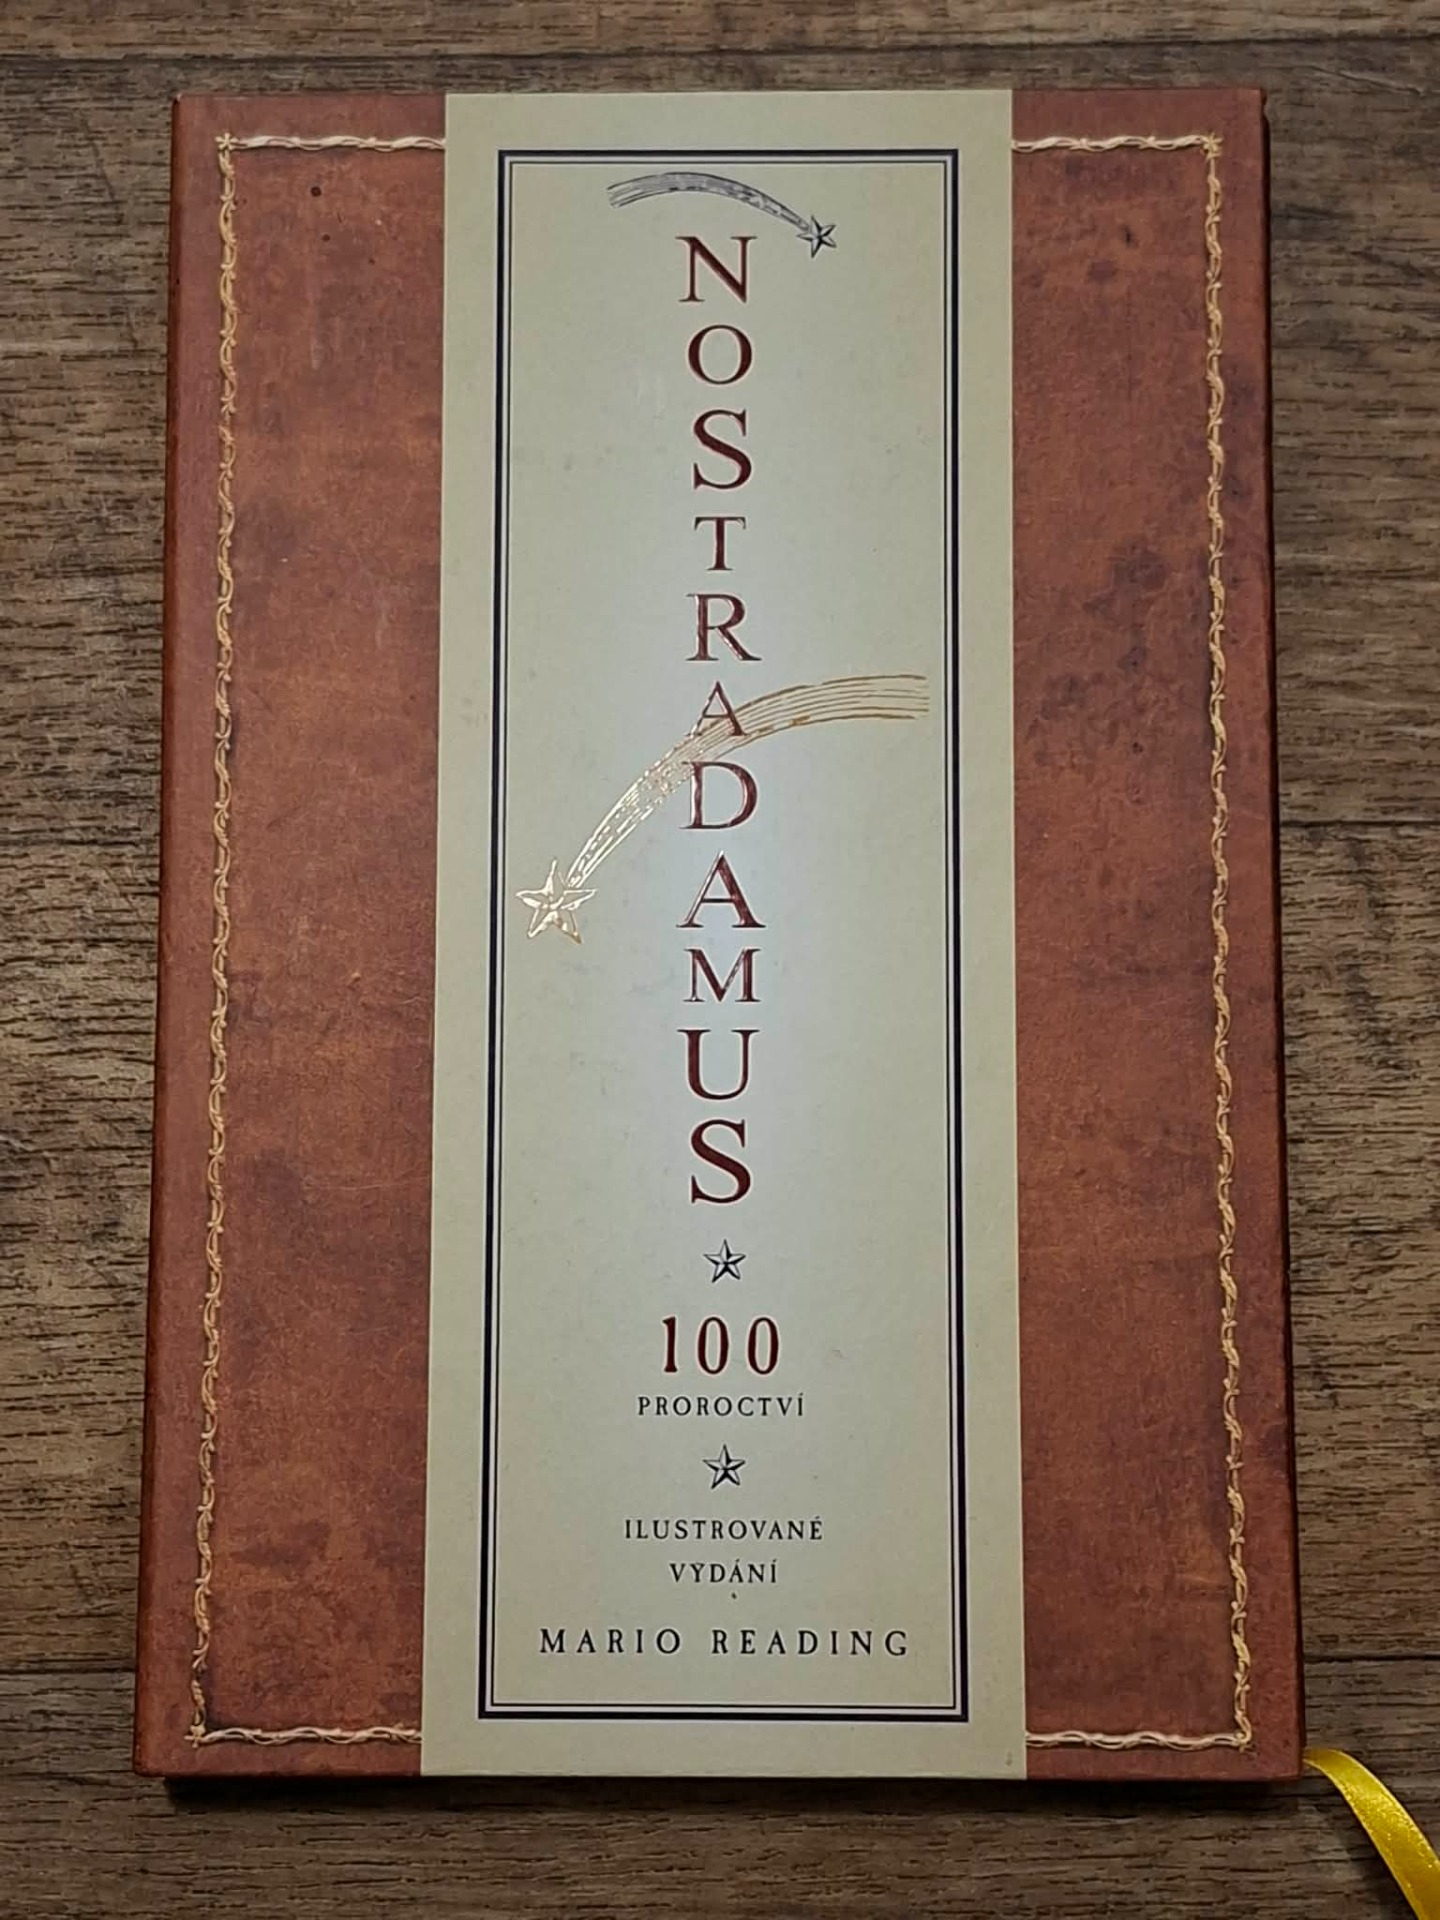 NOSTRADAMUS
100
PROROCTVÍ
ILUSTROVANÉ
VYDÁNÍ
MARIO READING